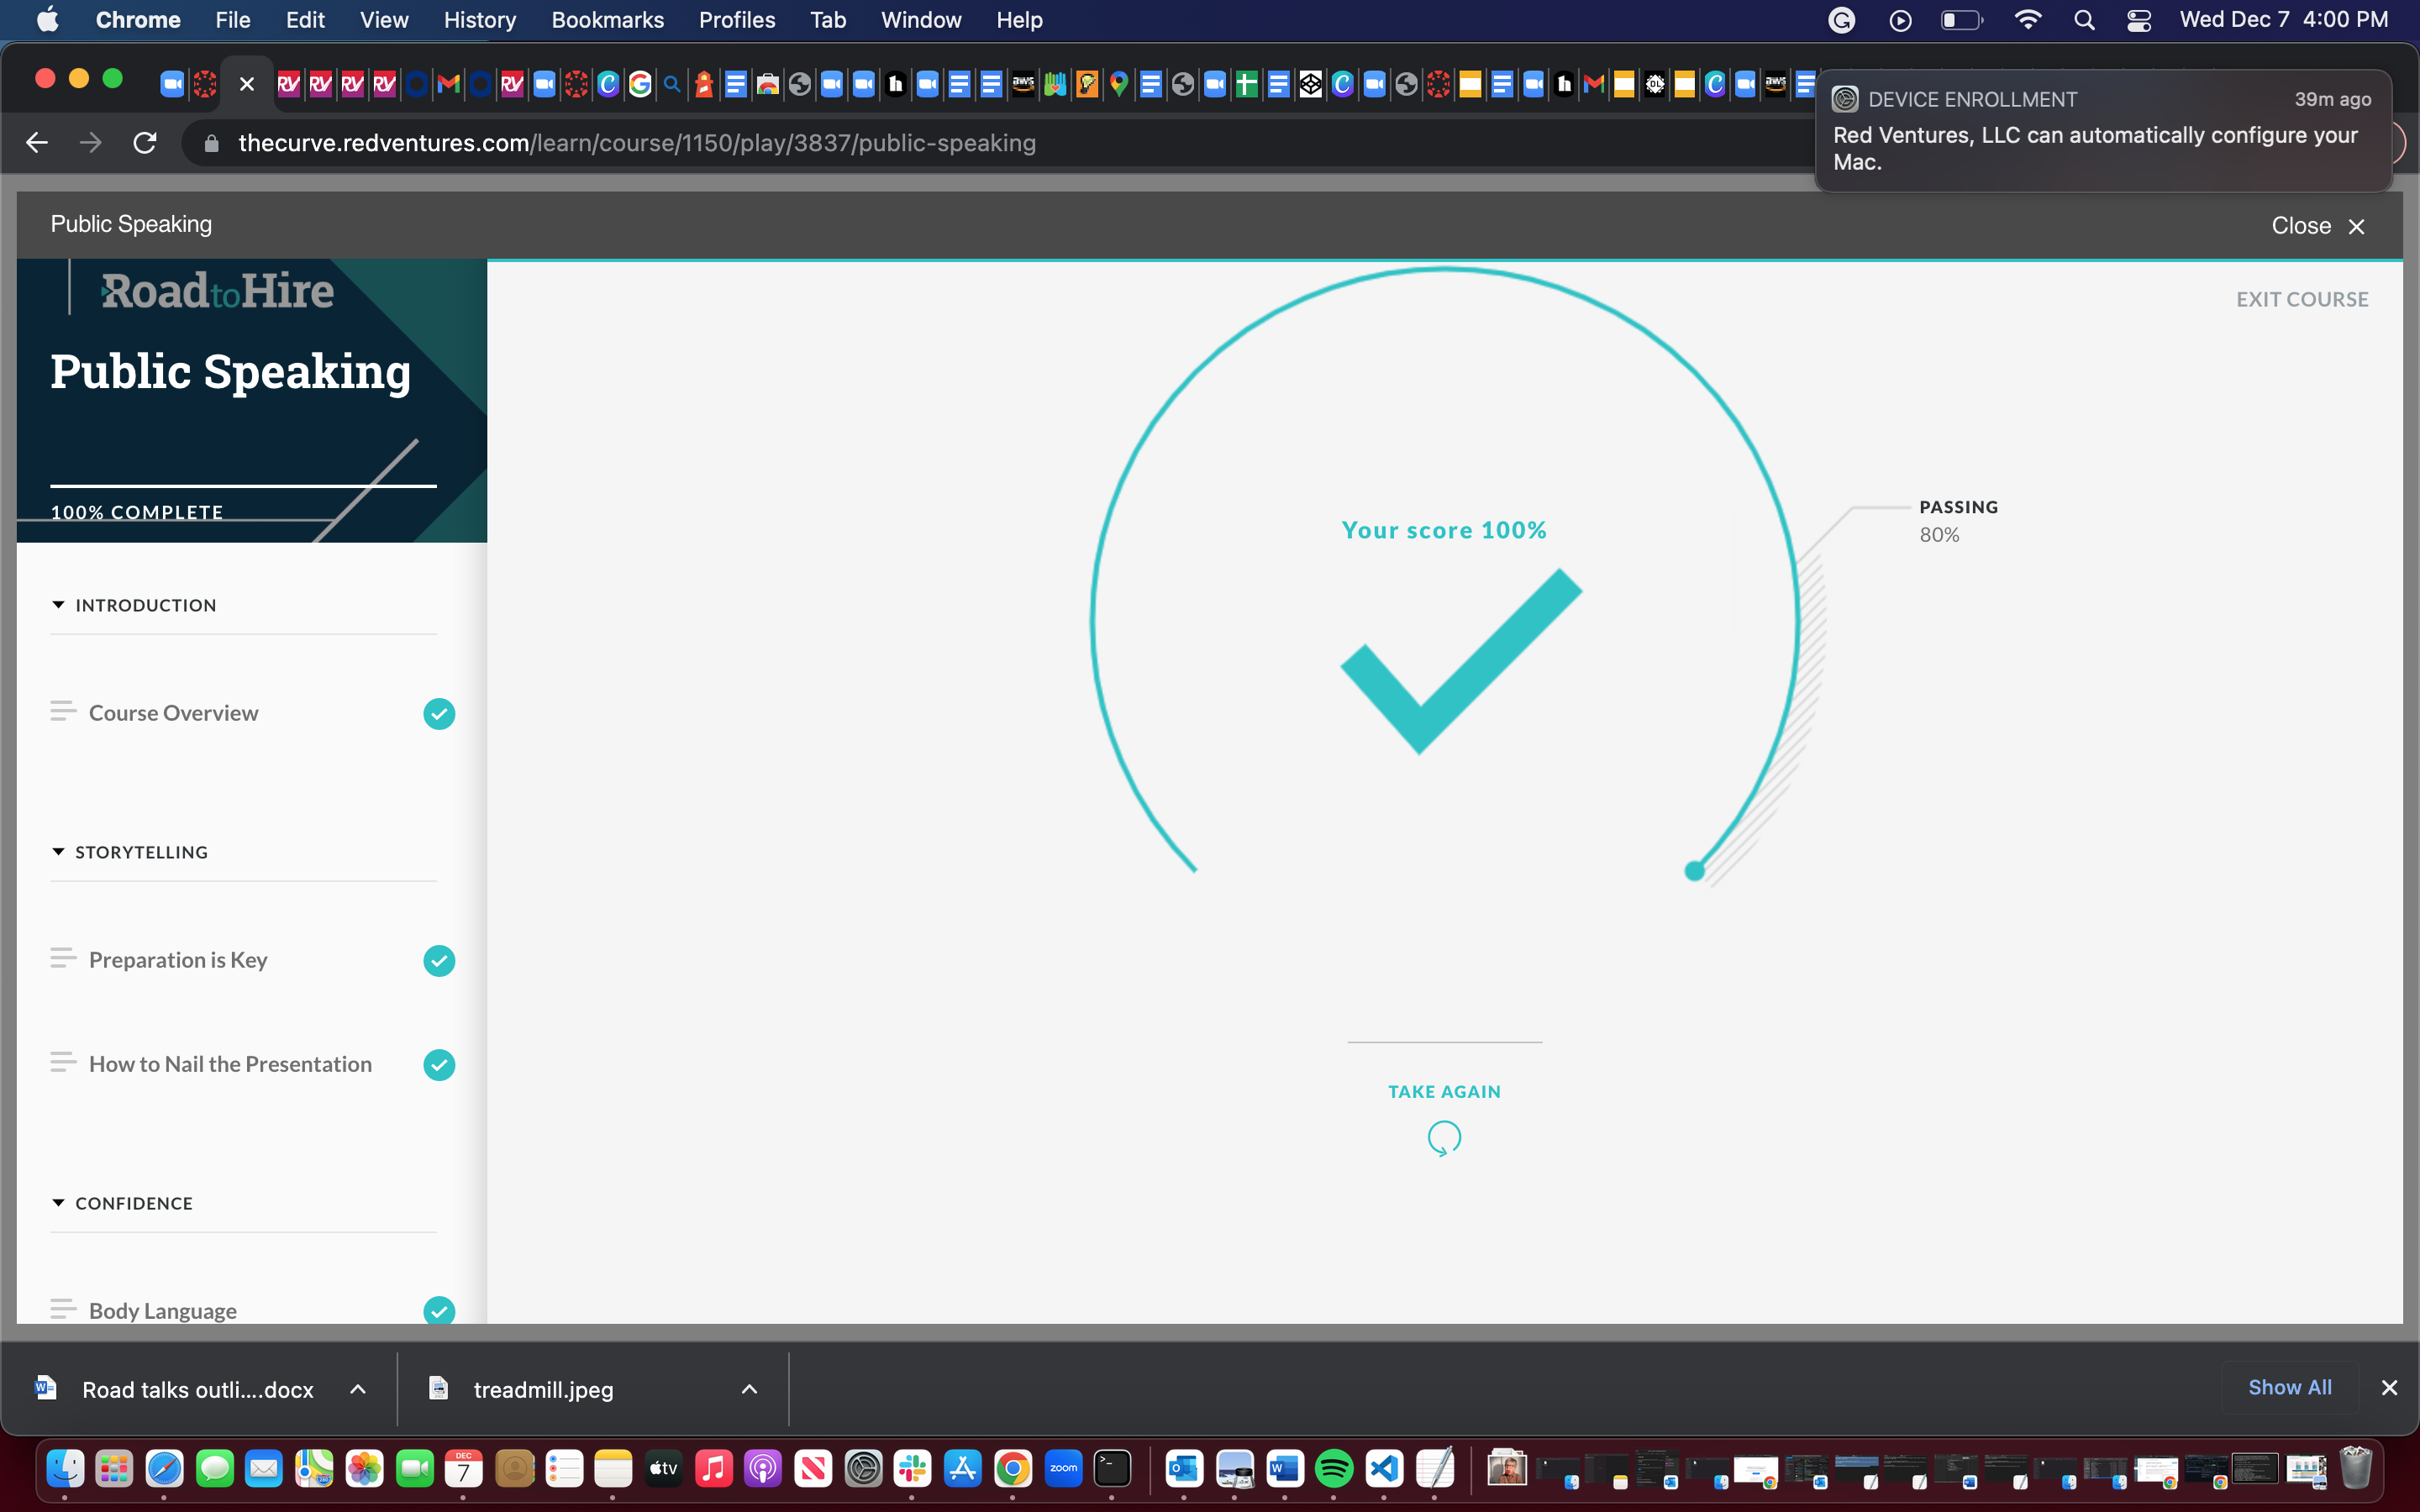 Chrome File Edit View History Bookmarks Profiles Tab Window Help
Wed Dec 7 4:00 PM
DEVICE ENROLLMENT
39m ago
Red Ventures, LLC can automatically configure your
Mac.
thecurve.redventures.com/learn/course/1150/play/3837/public-speaking
Public Speaking
Close
RoadtoHire
Public Speaking
100% COMPLETE
INTRODUCTION
Course Overview
STORYTELLING
Preparation is Key
How to Nail the Presentation
CONFIDENCE
Body Language
EXIT COURSE
Your score 100%
PASSING
80%
TAKE AGAIN
Road talks outli....docx
treadmill.jpeg
Show All
DEC
7
tv
zoom